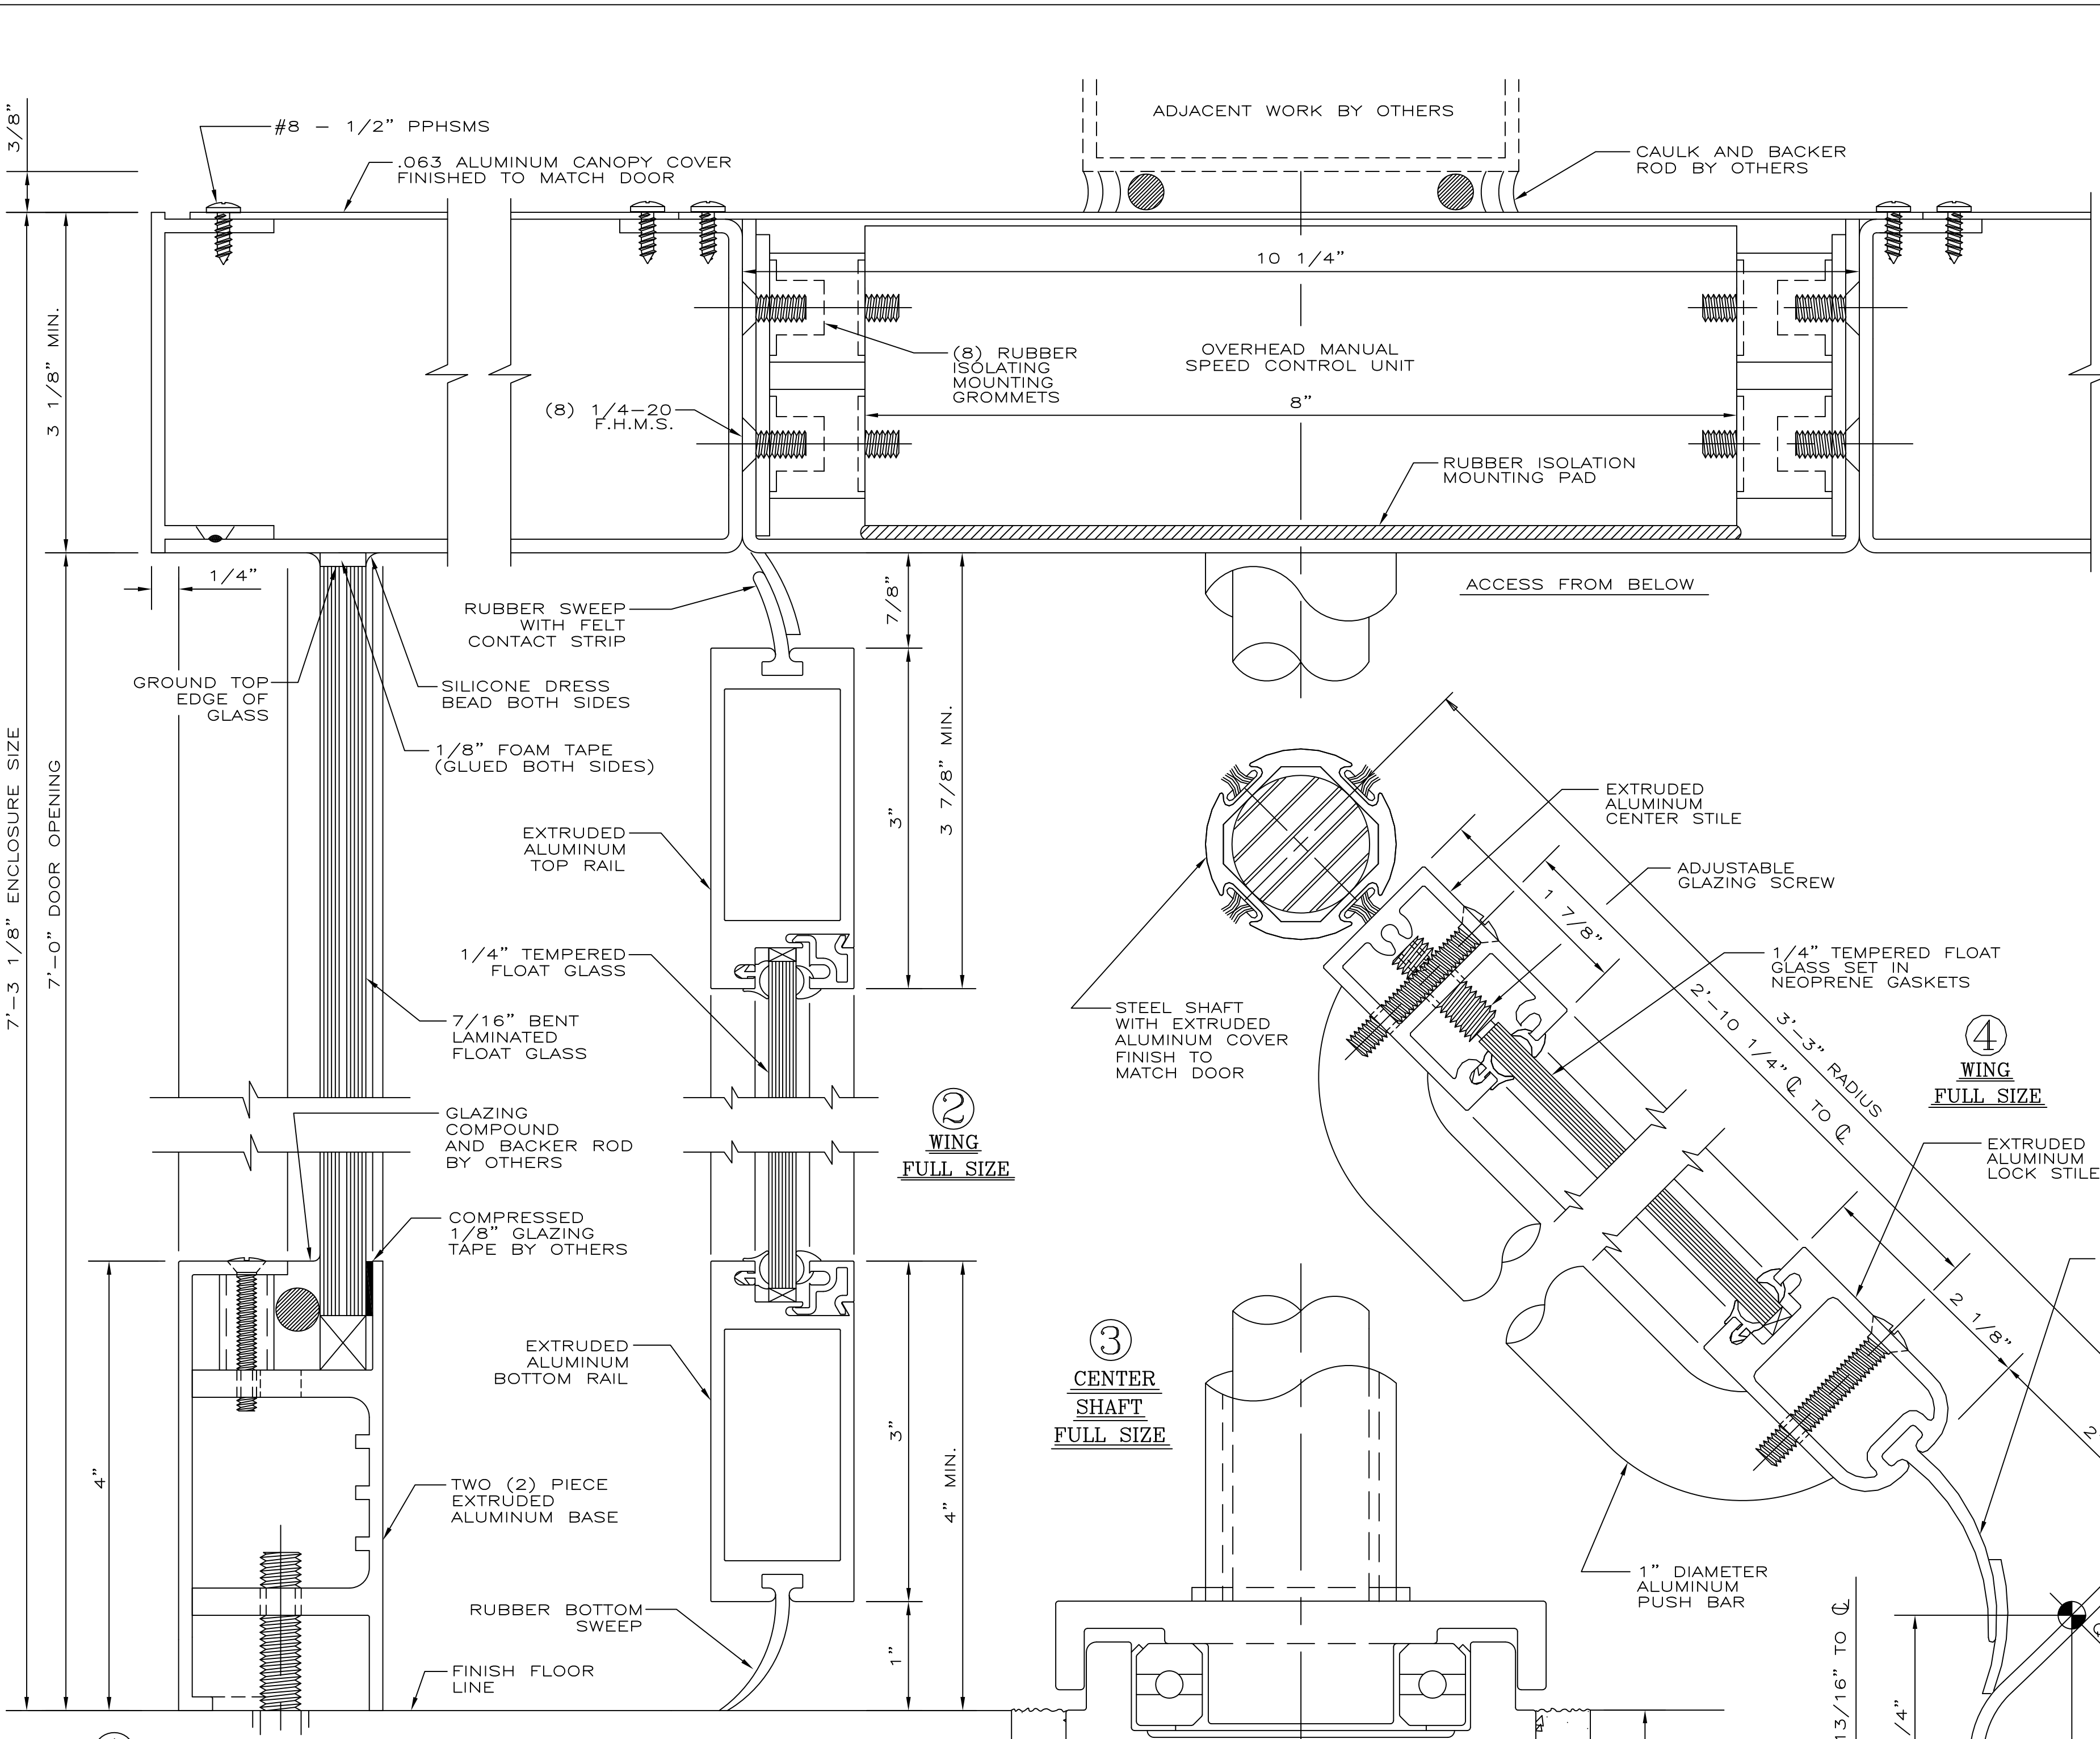 3/8”
#8 – 1/2” PPHSMS
.063 ALUMINUM CANOPY COVER
FINISHED TO MATCH DOOR
ADJACENT WORK BY OTHERS
CAULK AND BACKER
ROD BY OTHERS
10 1/4”
3 1/8” MIN.
(8) RUBBER
ISOLATING
MOUNTING
GROMMETS
OVERHEAD MANUAL
SPEED CONTROL UNIT
8”
(8) 1/4–20
F.H.M.S.
RUBBER ISOLATION
MOUNTING PAD
1/4”
ACCESS FROM BELOW
RUBBER SWEEP
WITH FELT
CONTACT STRIP
7/8”
GROUND TOP
EDGE OF
GLASS
SILICONE DRESS
BEAD BOTH SIDES
1/8” FOAM TAPE
(GLUED BOTH SIDES)
7’–3 1/8” ENCLOSURE SIZE
7’–0” DOOR OPENING
3”
3 7/8” MIN.
EXTRUDED
ALUMINUM
TOP RAIL
1/4” TEMPERED
FLOAT GLASS
7/16” BENT
LAMINATED
FLOAT GLASS
EXTRUDED
ALUMINUM
CENTER STILE
ADJUSTABLE
GLAZING SCREW
1 7/8”
1/4” TEMPERED FLOAT
GLASS SET IN
NEOPRENE GASKETS
STEEL SHAFT
WITH EXTRUDED
ALUMINUM COVER
FINISH TO
MATCH DOOR
2’–10 1/4” ℄ TO ℄
3’–3” RADIUS
4
WING
FULL SIZE
2
WING
FULL SIZE
GLAZING
COMPOUND
AND BACKER ROD
BY OTHERS
EXTRUDED
ALUMINUM
LOCK STILE
COMPRESSED
1/8” GLAZING
TAPE BY OTHERS
2 1/8”
3
CENTER
SHAFT
FULL SIZE
EXTRUDED
ALUMINUM
BOTTOM RAIL
4”
3”
4” MIN.
2
TWO (2) PIECE
EXTRUDED
ALUMINUM BASE
1” DIAMETER
ALUMINUM
PUSH BAR
RUBBER BOTTOM
SWEEP
1”
FINISH FLOOR
LINE
13/16” TO ℄
/4”